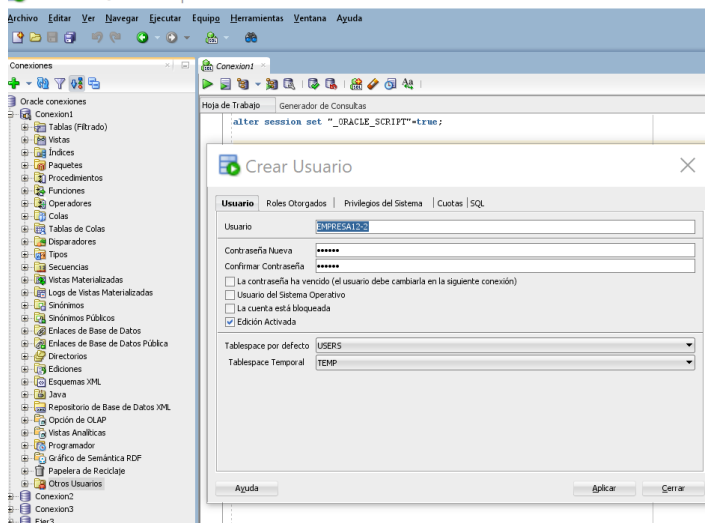 Archivo Editar Ver Navegar Ejecutar Equipo Herramientas Ventana Ayuda
Conexiones
Conexion1
Oracle conexiones
Conexion1
Tablas (Filtrado)
Vistas
Índices
Paquetes
Procedimientos
Funciones
Operadores
Colas
Tablas de Colas
Disparadores
Tipos
Secuencias
Vistas Materializadas
Logs de Vistas Materializadas
Sinónimos
Sinónimos Públicos
Enlaces de Base de Datos
Enlaces de Base de Datos Pública
Directorios
Ediciones
Esquemas XML
Java
Repositorio de Base de Datos XML
Opción de OLAP
Vistas Analíticas
Programador
Gráfico de Semántica RDF
Papelera de Reciclaje
Otros Usuarios
Conexion2
Conexion3
Ejer3
Hoja de Trabajo Generador de Consultas
alter session set "_ORACLE_SCRIPT"=true;
Crear Usuario
Usuario Roles Otorgados Privilegios del Sistema Cuotas SQL
Usuario EMPRESA12-2
Contraseña Nueva ••••••
Confirmar Contraseña ••••••
La contraseña ha vencido (el usuario debe cambiarla en la siguiente conexión)
Usuario del Sistema Operativo
La cuenta está bloqueada
Edición Activada
Tablespace por defecto USERS
Tablespace Temporal TEMP
Ayuda Aplicar Cerrar